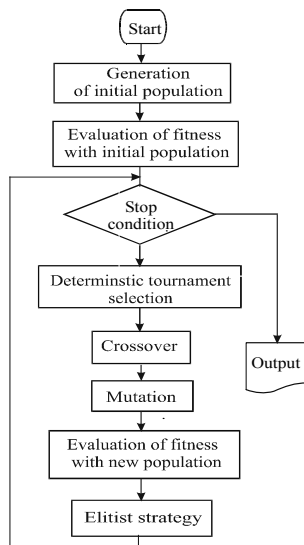 Start
Generation
of initial population
Evaluation of fitness
with initial population
Stop
condition
Determinstic tournament
selection
Crossover
Output
Mutation
Evaluation of fitness
with new population
Elitist strategy